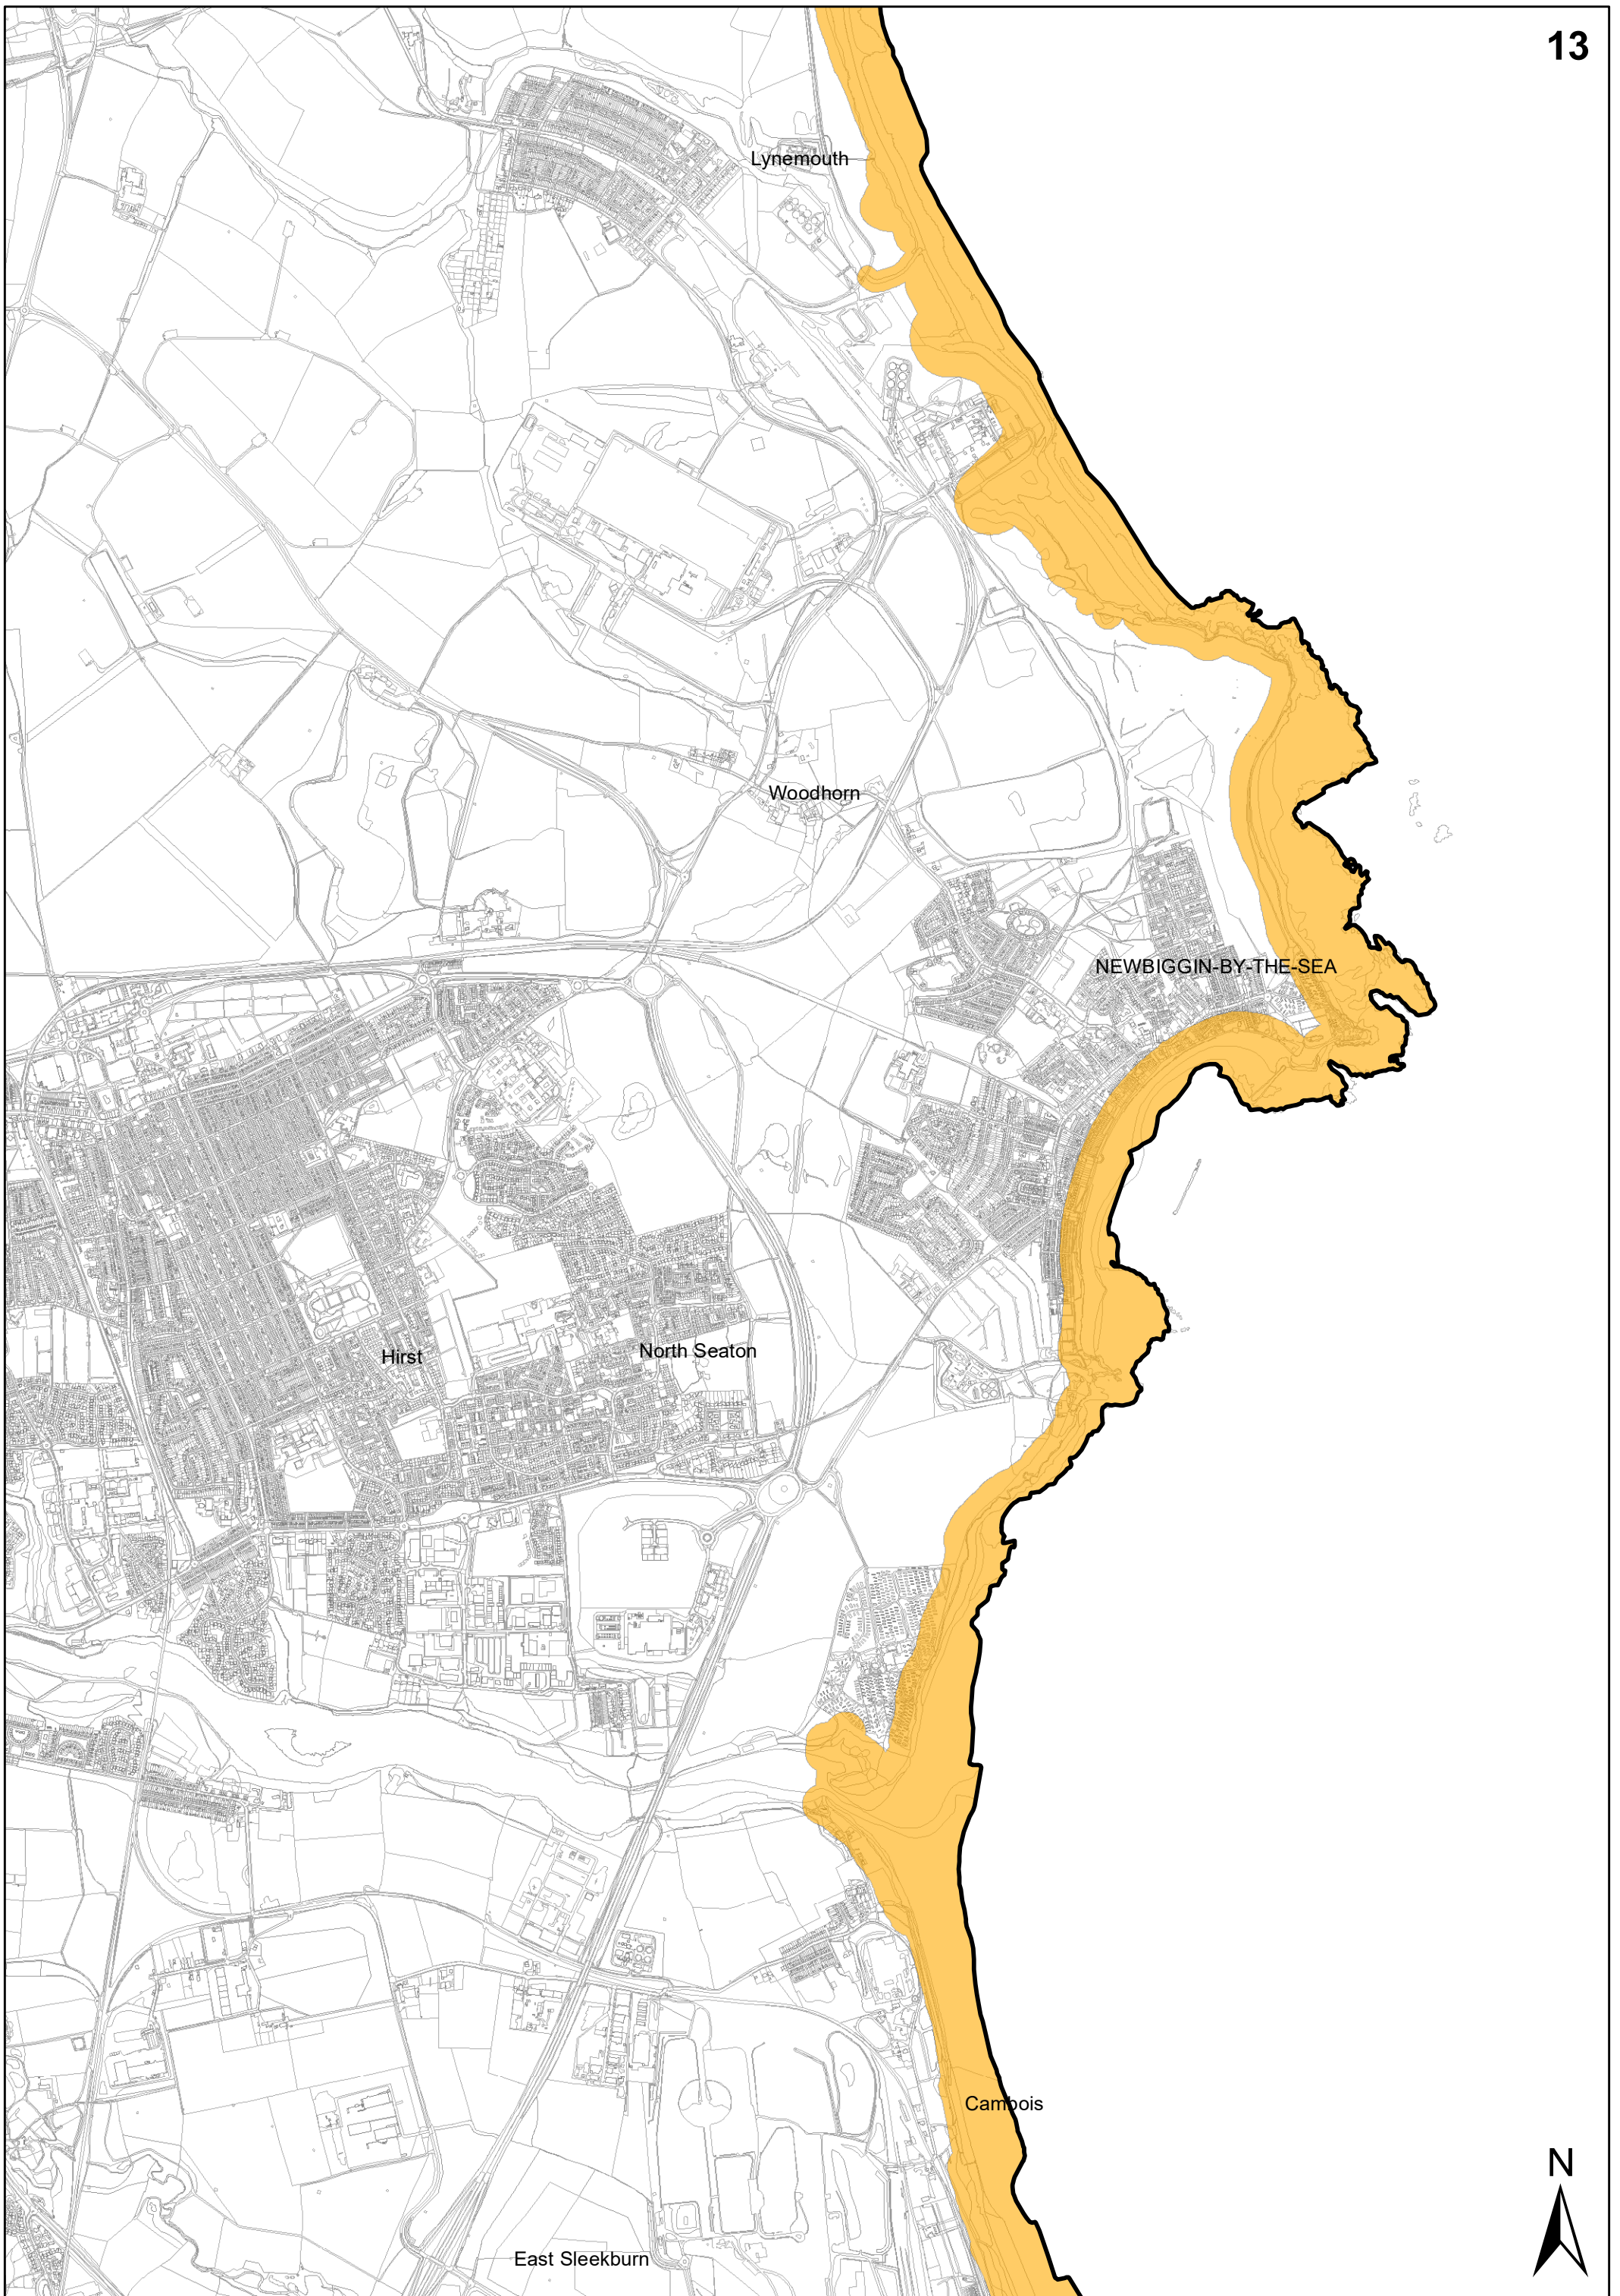 13
Lynemouth
Woodhorn
NEWBIGGIN-BY-THE-SEA
Hirst
North Seaton
Cambois
N
East Sleekburn